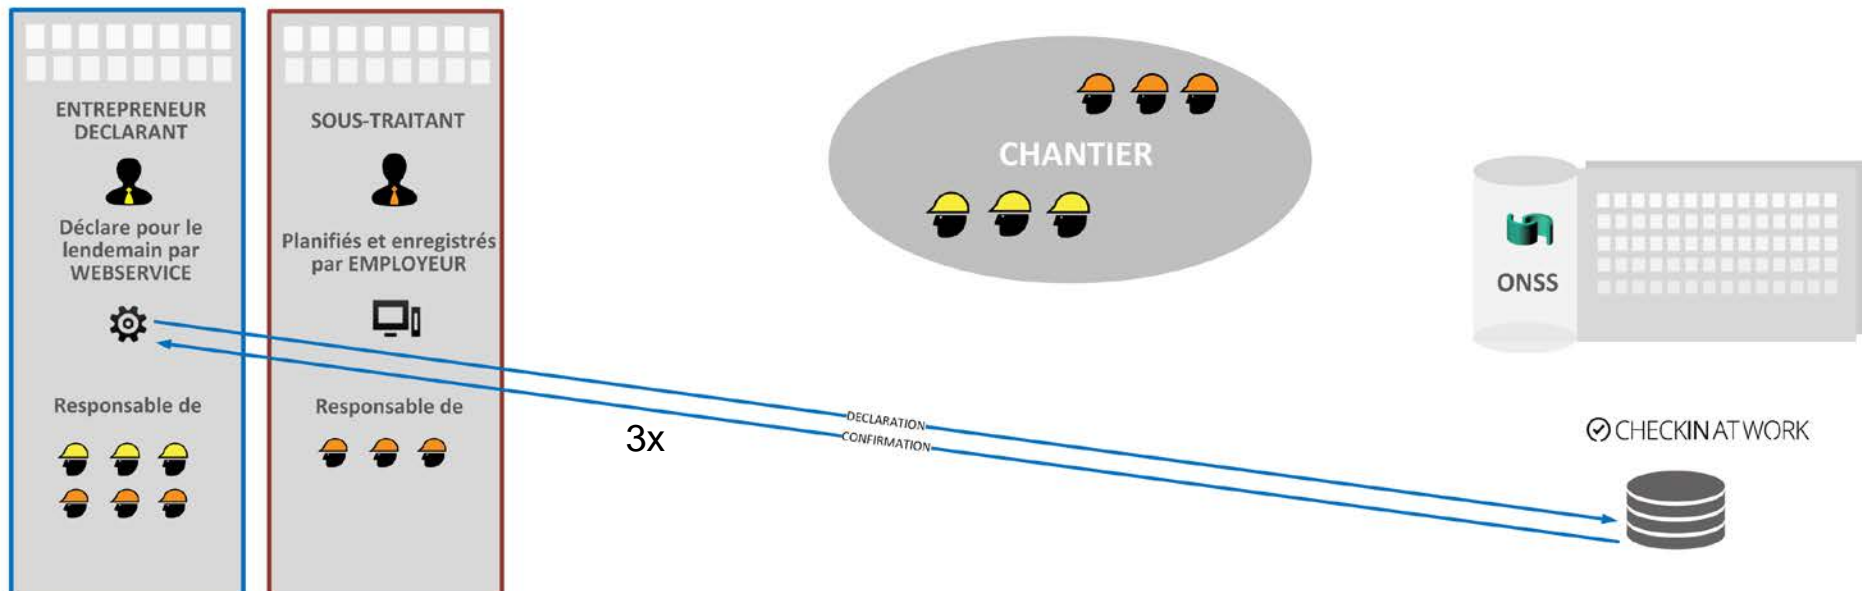 ENTREPRENEUR
DECLARANT
Déclare pour le
lendemain par
WEBSERVICE
Responsable de
SOUS-TRAITANT
Planifiés et enregistrés
par EMPLOYEUR
Responsable de
3x
DECLARATION
CONFIRMATION
CHANTIER
ONSS
CHECKINATWORK